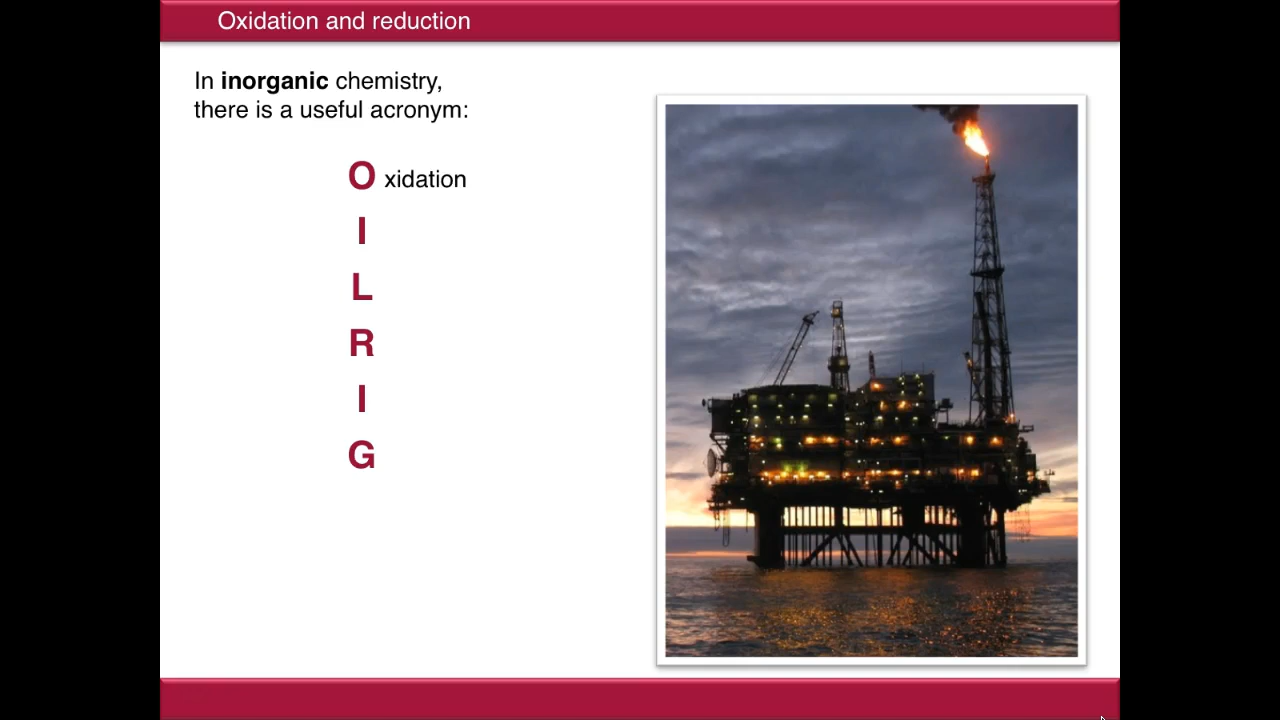 Oxidation and reduction
In inorganic chemistry,
there is a useful acronym:
O xidation
I
L
R
I
G